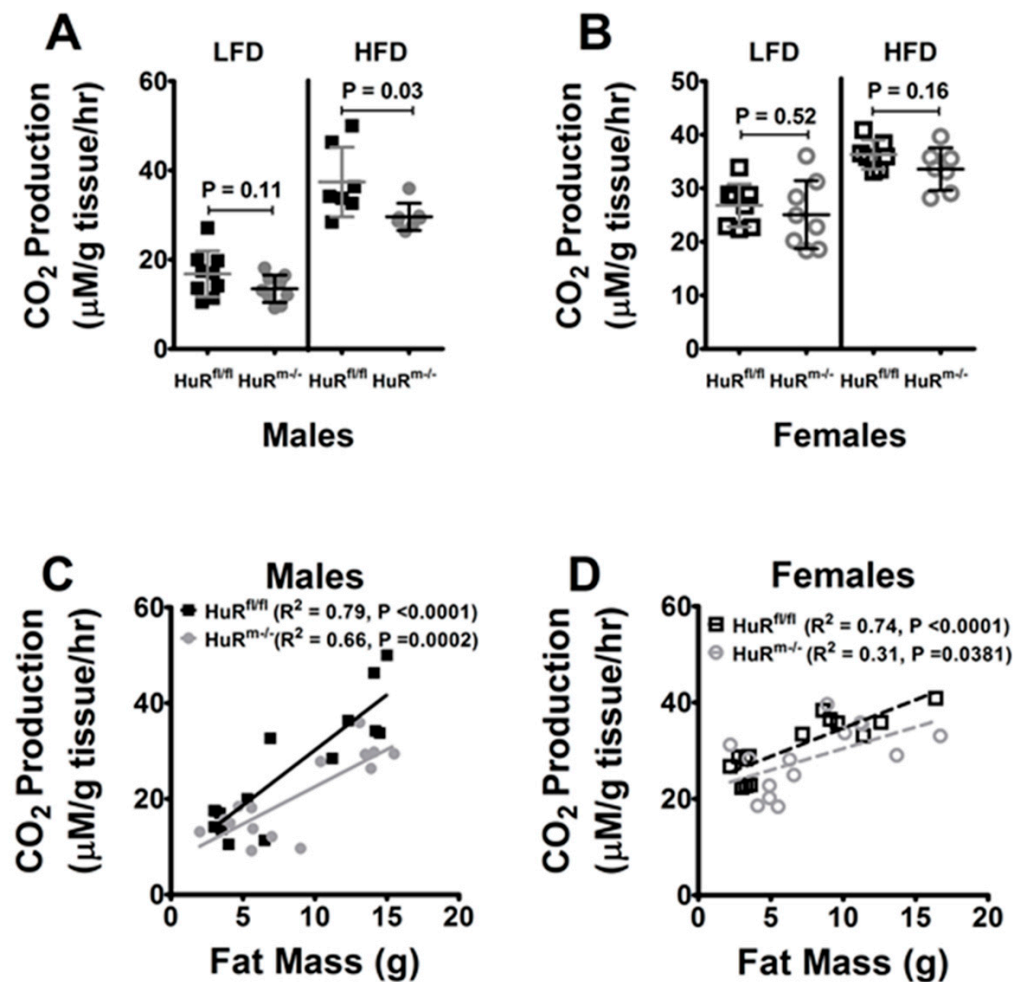 A
LFD HFD
CO₂ Production
(µM/g tissue/hr)
60
40
20
0
P = 0.11
P = 0.03
HuRfl/fl HuRm-/- HuRfl/fl HuRm-/-
Males
B
LFD HFD
CO₂ Production
(µM/g tissue/hr)
50
40
30
20
10
0
P = 0.52
P = 0.16
HuRfl/fl HuRm-/- HuRfl/fl HuRm-/-
Females
C
Males
HuRfl/fl (R² = 0.79, P <0.0001)
HuRm-/- (R² = 0.66, P =0.0002)
CO₂ Production
(µM/g tissue/hr)
60
40
20
0
0 5 10 15 20
Fat Mass (g)
D
Females
HuRfl/fl (R² = 0.74, P <0.0001)
HuRm-/- (R² = 0.31, P =0.0381)
CO₂ Production
(µM/g tissue/hr)
60
40
20
0
0 5 10 15 20
Fat Mass (g)